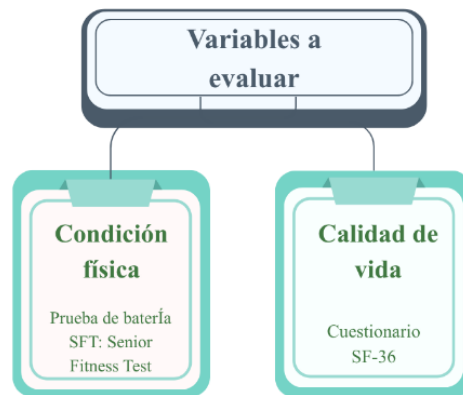 Variables a
evaluar
Condición
física
Prueba de baterÍa
SFT: Senior
Fitness Test
Calidad de
vida
Cuestionario
SF-36